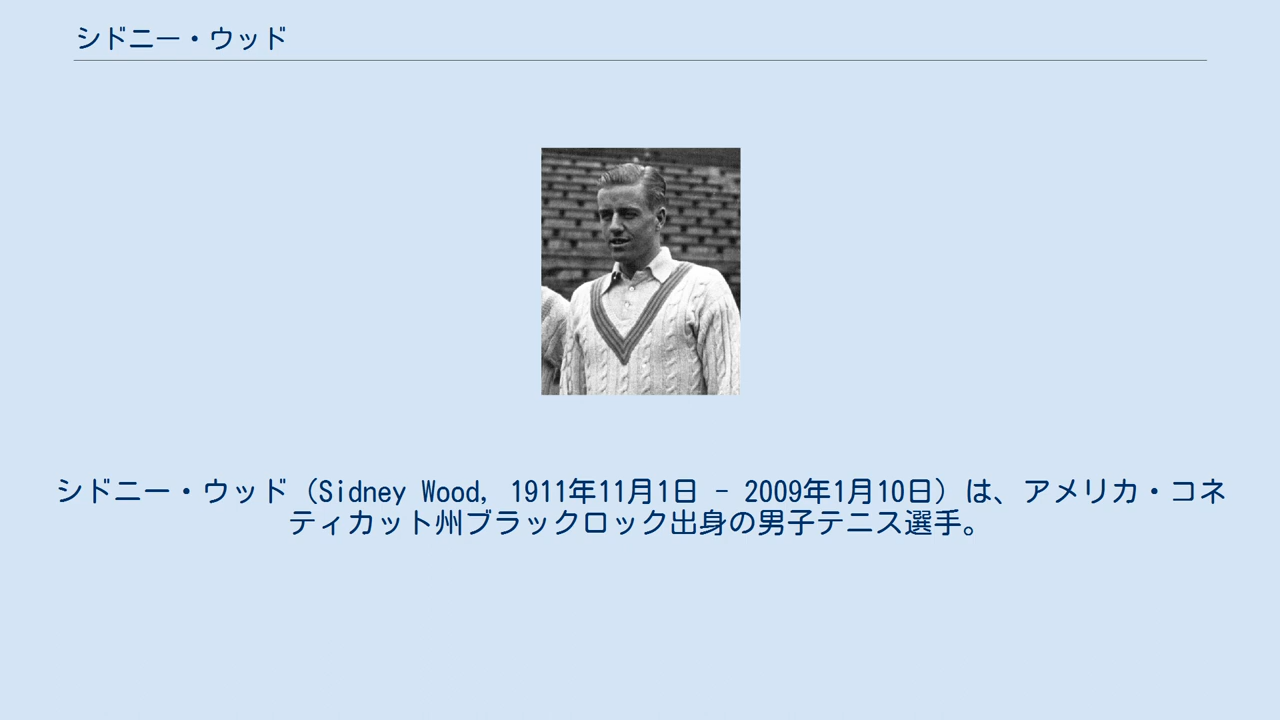 シドニー・ウッド
シドニー・ウッド（Sidney Wood, 1911年11月1日 - 2009年1月10日）は、アメリカ・コネ
ティカット州ブラックロック出身の男子テニス選手。